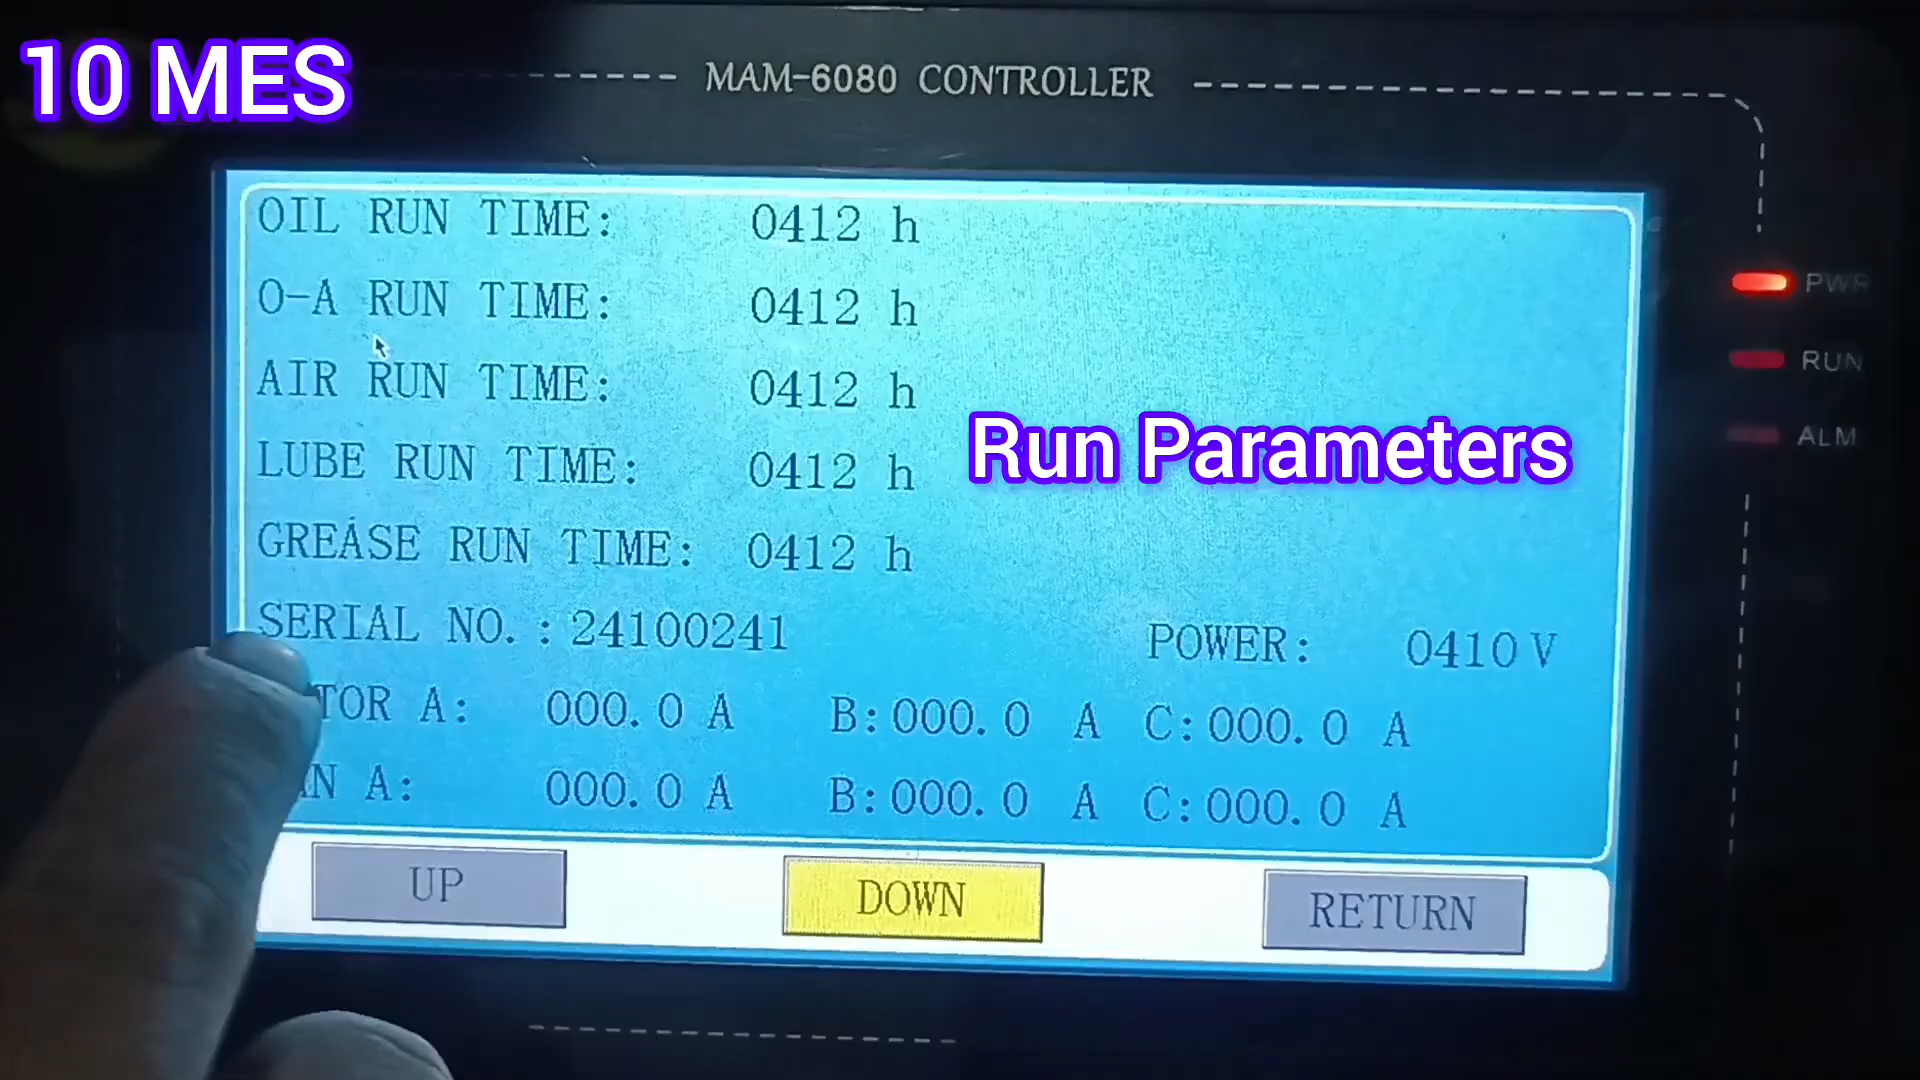 10 MES
MAM-6080 CONTROLLER
OIL RUN TIME: 0412 h
O-A RUN TIME: 0412 h
AIR RUN TIME: 0412 h
LUBE RUN TIME: 0412 h
GREASE RUN TIME: 0412 h
Run Parameters
SERIAL NO.: 24100241 POWER: 0410 V
TOR A: 000.0 A B:000.0 A C:000.0 A
N A: 000.0 A B:000.0 A C:000.0 A
UP DOWN RETURN
PWR
RUN
ALM